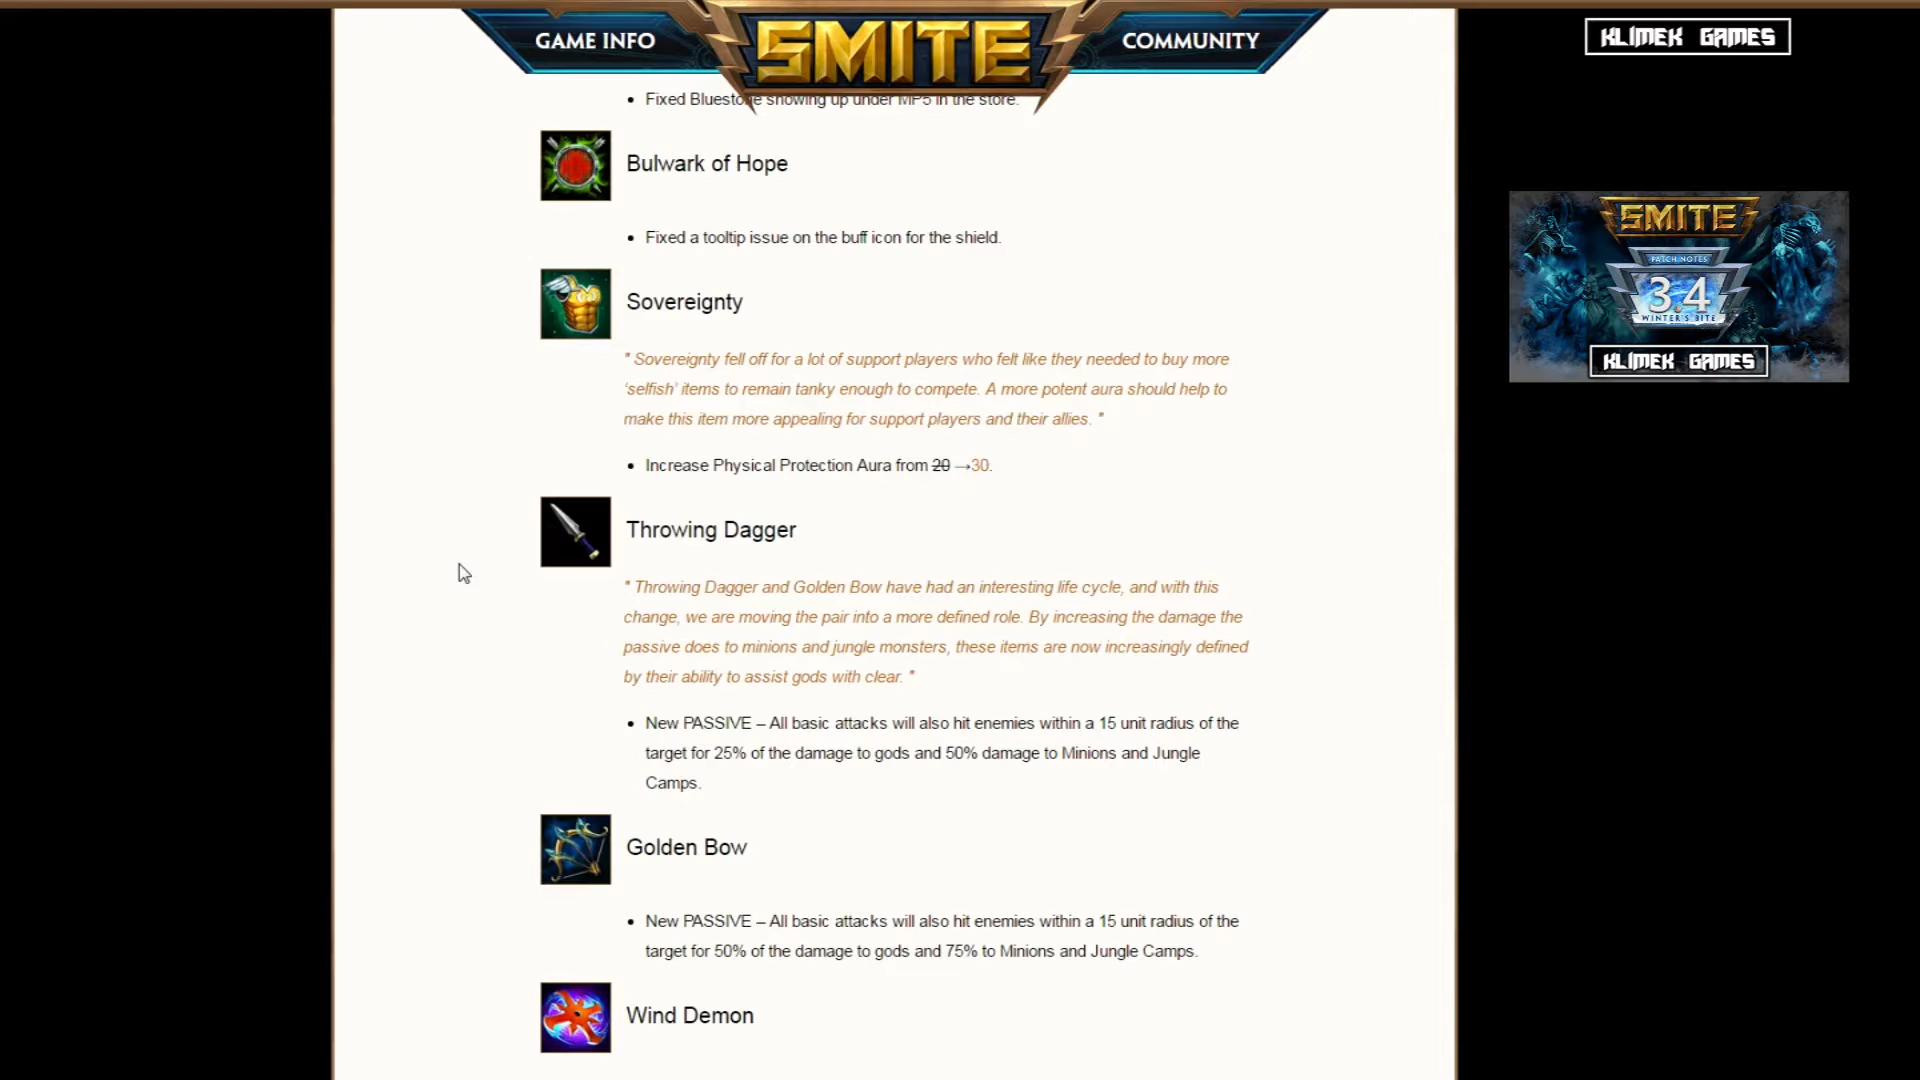 GAME INFO
SMITE
COMMUNITY
KLIMEK GAMES
• Fixed Bluestone showing up under MP5 in the store.
Bulwark of Hope
• Fixed a tooltip issue on the buff icon for the shield.
Sovereignty
" Sovereignty fell off for a lot of support players who felt like they needed to buy more
‘selfish’ items to remain tanky enough to compete. A more potent aura should help to
make this item more appealing for support players and their allies. "
• Increase Physical Protection Aura from 20 →30.
Throwing Dagger
" Throwing Dagger and Golden Bow have had an interesting life cycle, and with this
change, we are moving the pair into a more defined role. By increasing the damage the
passive does to minions and jungle monsters, these items are now increasingly defined
by their ability to assist gods with clear. "
• New PASSIVE – All basic attacks will also hit enemies within a 15 unit radius of the
target for 25% of the damage to gods and 50% damage to Minions and Jungle
Camps.
Golden Bow
• New PASSIVE – All basic attacks will also hit enemies within a 15 unit radius of the
target for 50% of the damage to gods and 75% to Minions and Jungle Camps.
Wind Demon
SMITE
PATCH NOTES
3.4
WINTER'S BITE
KLIMEK GAMES